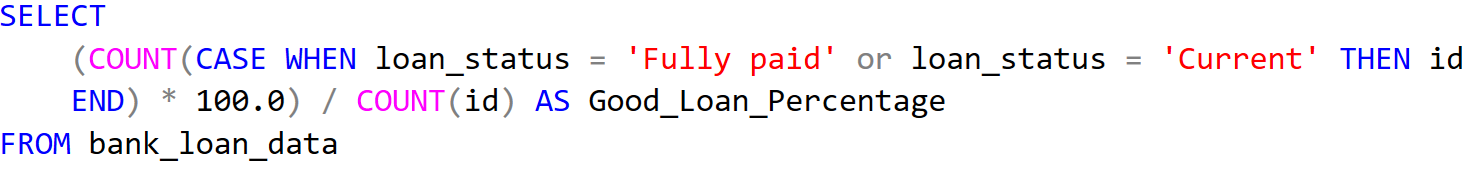 SELECT
(COUNT(CASE WHEN loan_status = 'Fully paid' or loan_status = 'Current' THEN id
END) * 100.0) / COUNT(id) AS Good_Loan_Percentage
FROM bank_loan_data